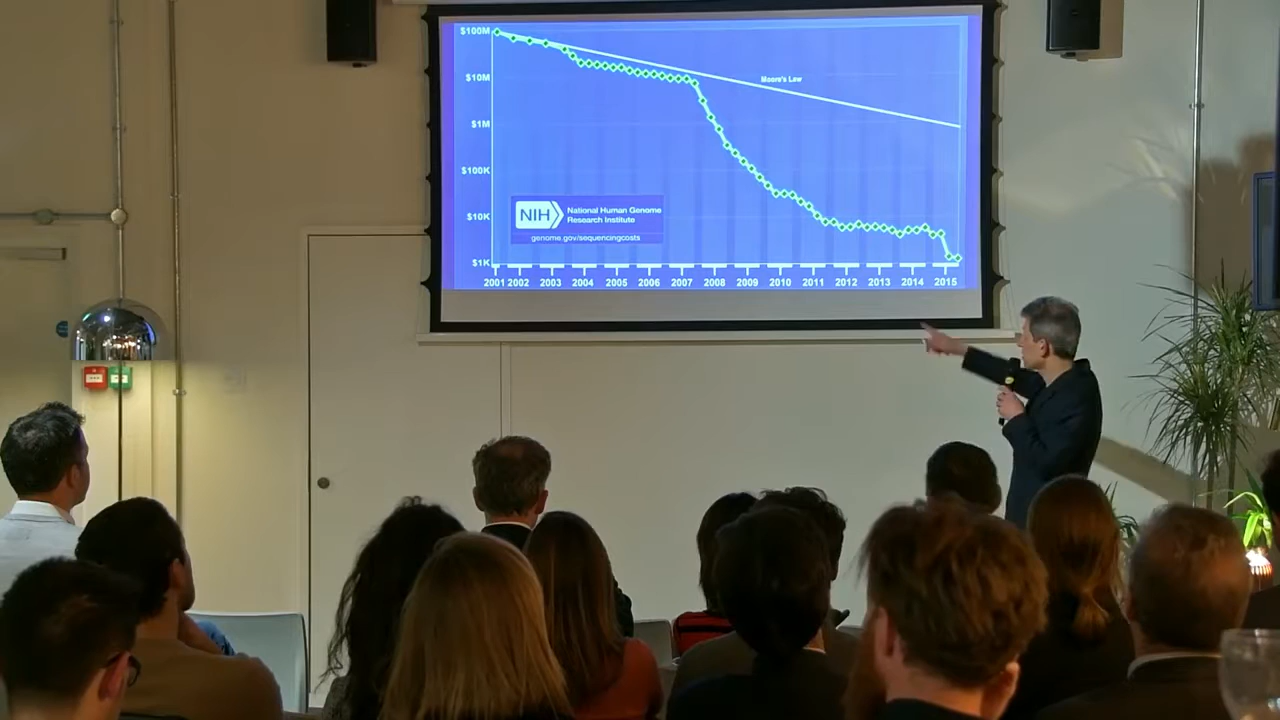 $100M
Moore's Law
$10M
$1M
$100K
NIH
National Human Genome
Research Institute
genome.gov/sequencingcosts
$10K
$1K
2001 2002 2003 2004 2005 2006 2007 2008 2009 2010 2011 2012 2013 2014 2015